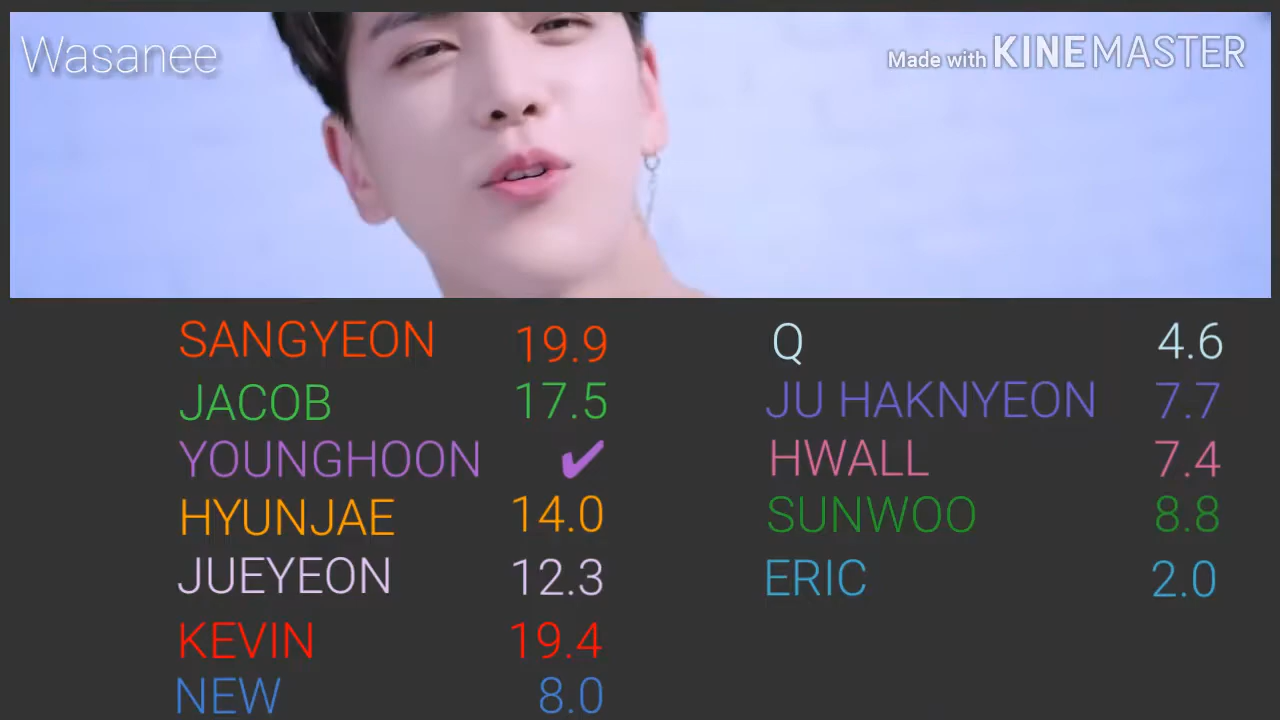 Wasanee
Made with KINEMASTER
SANGYEON 19.9
JACOB 17.5
YOUNGHOON ✔
HYUNJAE 14.0
JUEYEON 12.3
KEVIN 19.4
NEW 8.0
Q 4.6
JU HAKNYEON 7.7
HWALL 7.4
SUNWOO 8.8
ERIC 2.0